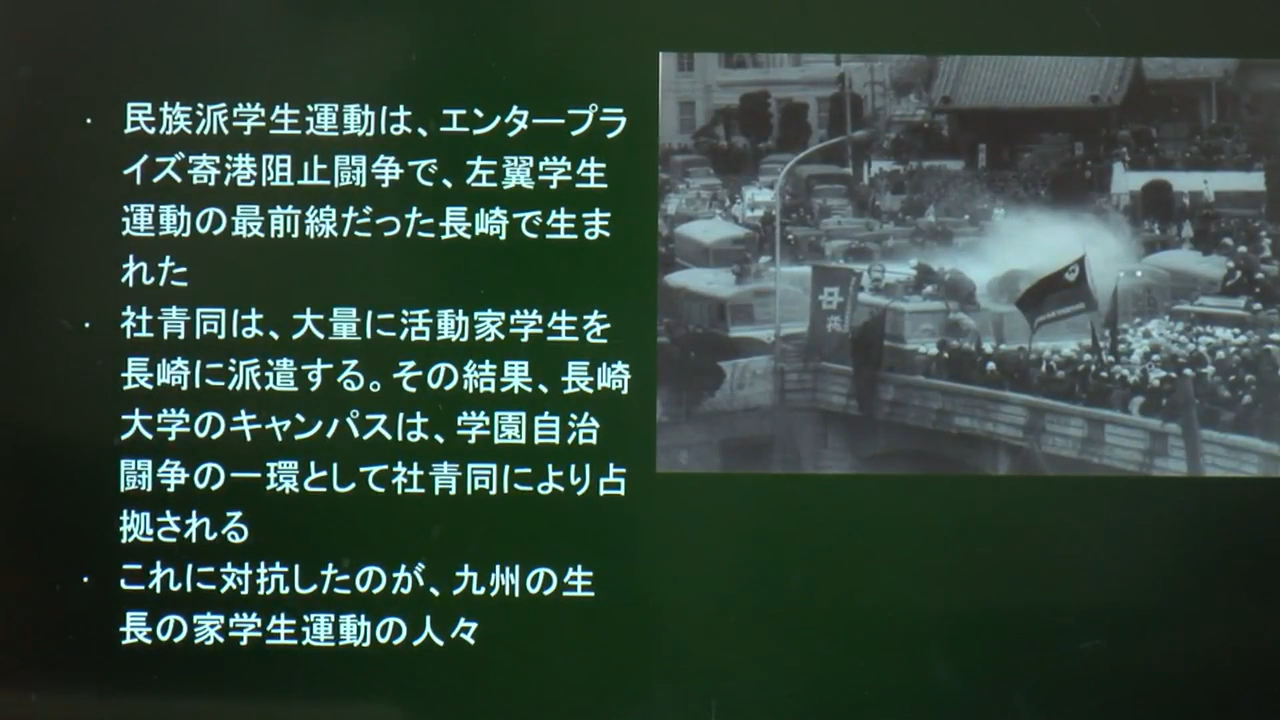 ・ 民族派学生運動は、エンタープラ
イズ寄港阻止闘争で、左翼学生
運動の最前線だった長崎で生ま
れた
・ 社青同は、大量に活動家学生を
長崎に派遣する。その結果、長崎
大学のキャンパスは、学園自治
闘争の一環として社青同により占
拠される
・ これに対抗したのが、九州の生
長の家学生運動の人々